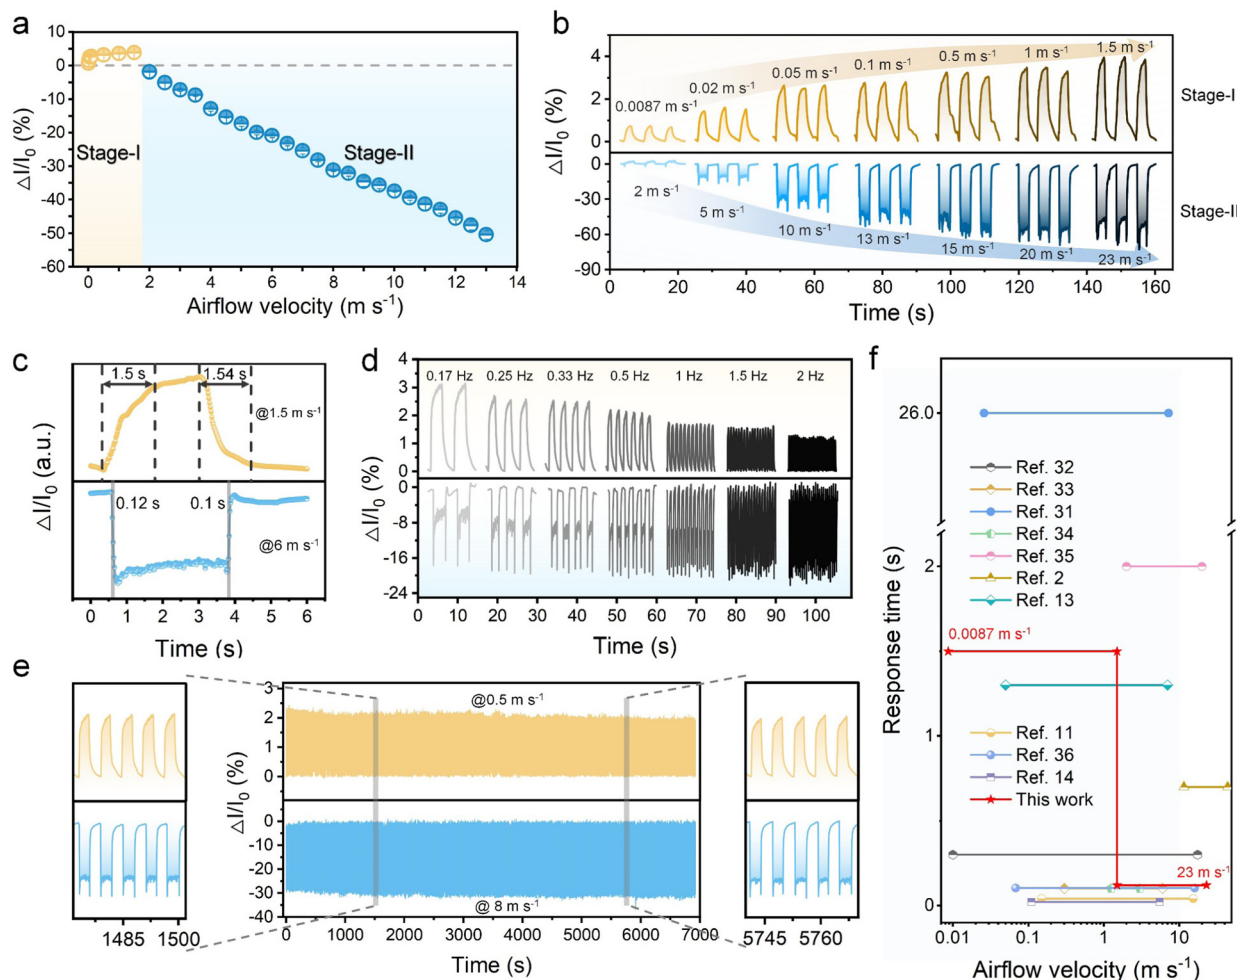 a
10
0
-10
-20
-30
-40
-50
-60
△I/I0 (%)
Stage-I
Stage-II
0 2 4 6 8 10 12 14
Airflow velocity (m s-1)
b
4
2
0
0
-30
-60
-90
△I/I0 (%)
0.0087 m s-1
0.02 m s-1
0.05 m s-1
0.1 m s-1
0.5 m s-1
1 m s-1
1.5 m s-1
Stage-I
2 m s-1
5 m s-1
10 m s-1
13 m s-1
15 m s-1
20 m s-1
23 m s-1
Stage-II
0 20 40 60 80 100 120 140 160
Time (s)
c
△I/I0 (a.u.)
1.5 s
1.54 s
@1.5 m s-1
0.12 s
0.1 s
@6 m s-1
0 1 2 3 4 5 6
Time (s)
d
△I/I0 (%)
4
3
2
1
0
0
-8
-16
-24
0.17 Hz 0.25 Hz 0.33 Hz 0.5 Hz 1 Hz 1.5 Hz 2 Hz
0 10 20 30 40 50 60 70 80 90 100
Time (s)
e
1485 1500
△I/I0 (%)
3
2
1
0
0
-10
-20
-30
-40
@0.5 m s-1
@ 8 m s-1
0 1000 2000 3000 4000 5000 6000 7000
Time (s)
5745 5760
f
Response time (s)
26.0
2
1
0
Ref. 32
Ref. 33
Ref. 31
Ref. 34
Ref. 35
Ref. 2
Ref. 13
0.0087 m s-1
Ref. 11
Ref. 36
Ref. 14
This work
23 m s-1
0.01 0.1 1 10
Airflow velocity (m s-1)